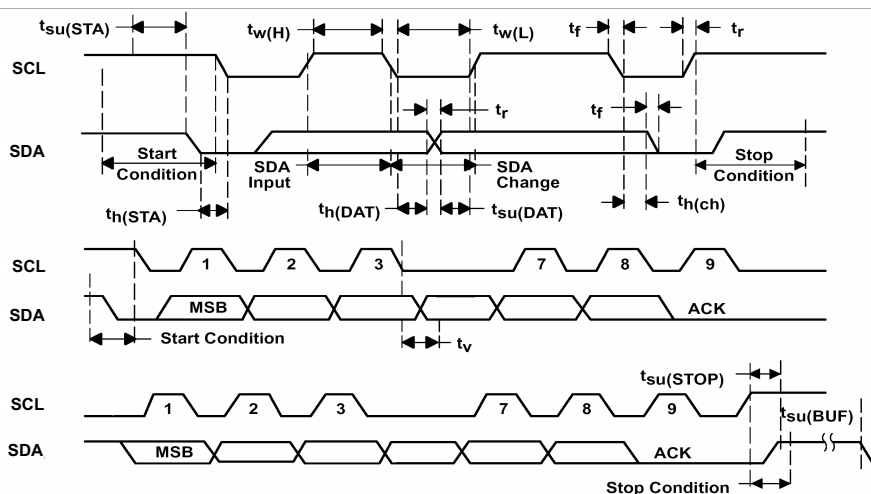 tsu(STA)
tw(H)
tw(L)
tf
tr
SCL
tr
tf
SDA
Start
Condition
SDA
Input
SDA
Change
Stop
Condition
th(STA)
th(DAT)
tsu(DAT)
th(ch)
SCL
1
2
3
7
8
9
SDA
MSB
ACK
Start Condition
tv
tsu(STOP)
SCL
1
2
3
7
8
9
tsu(BUF)
SDA
MSB
ACK
Stop Condition